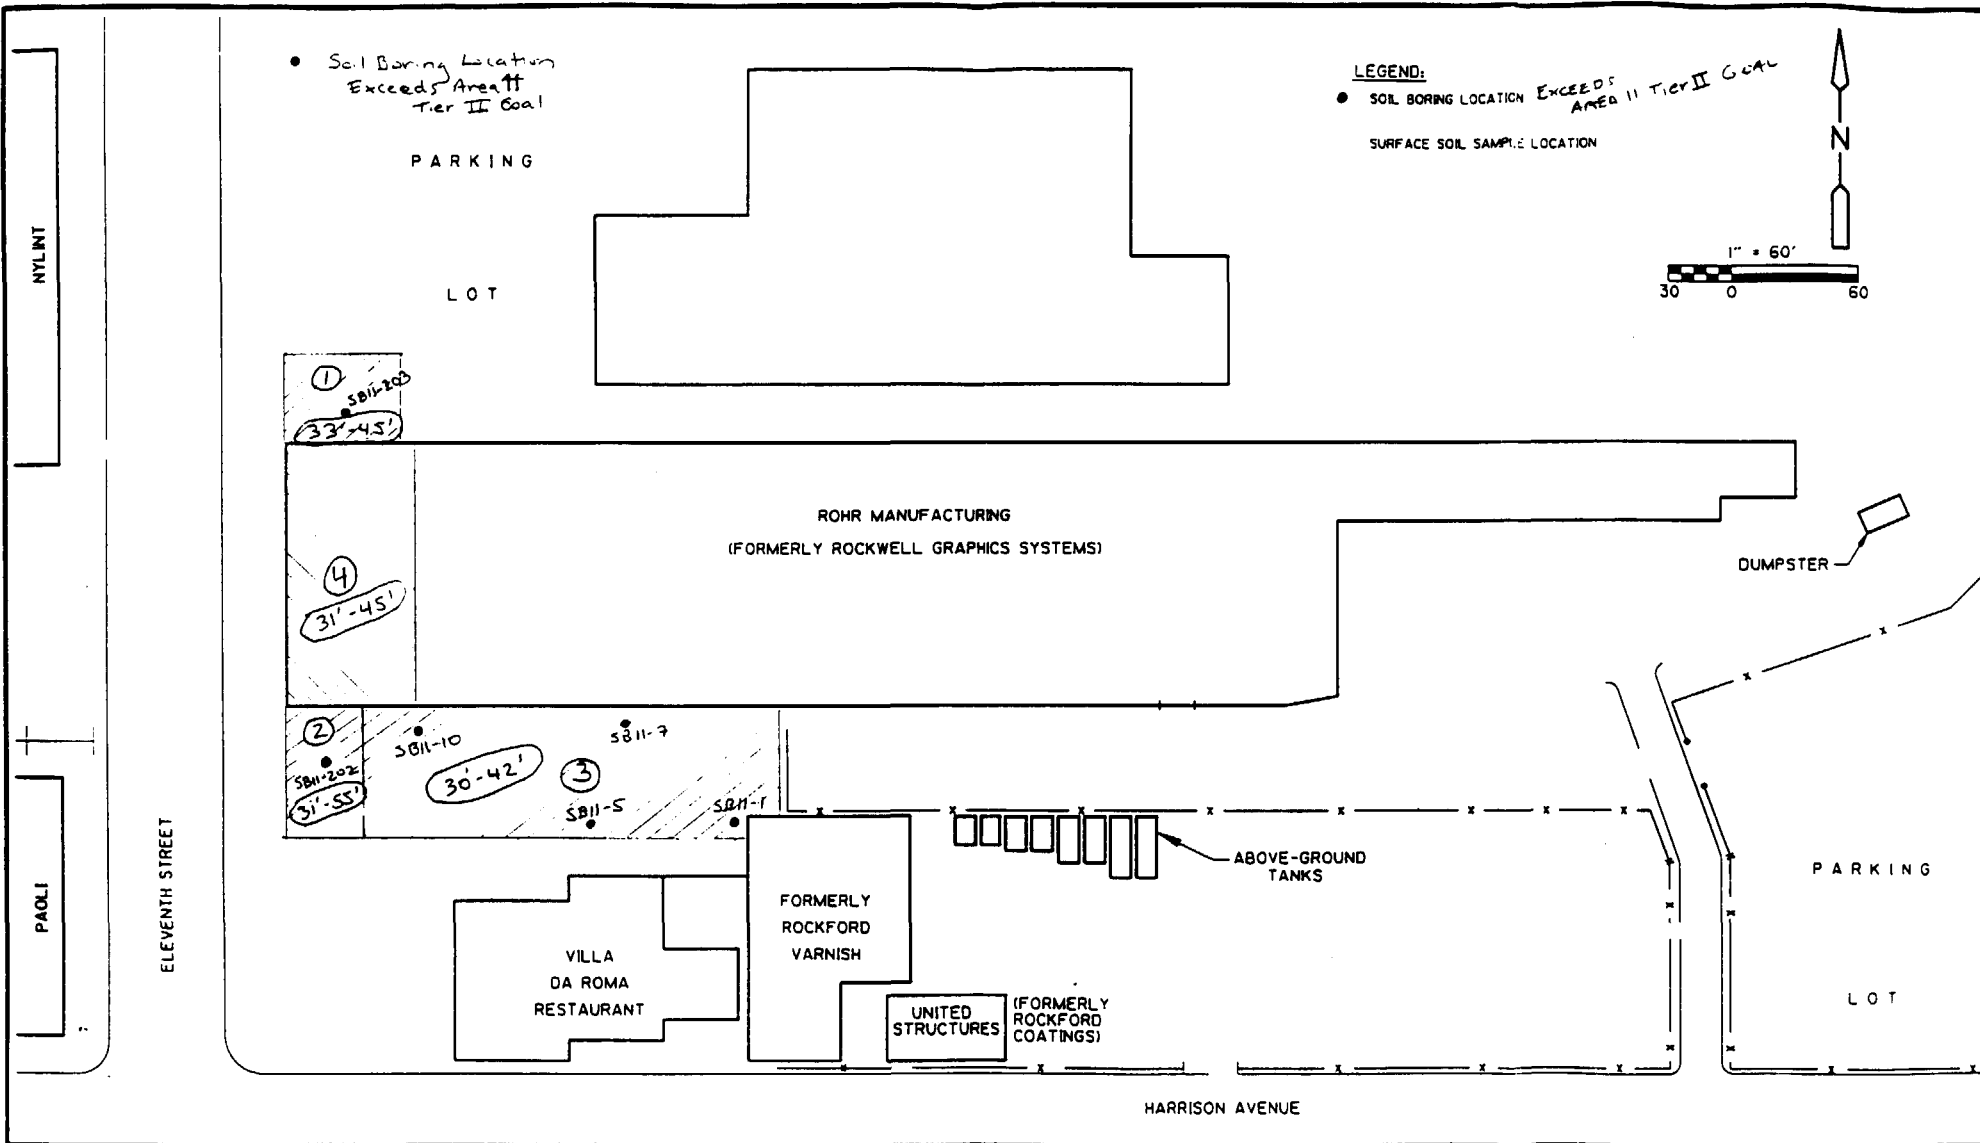 ● Soil Boring Location
Exceeds Area 11
Tier II Goal
LEGEND:
● SOIL BORING LOCATION EXCEEDS
AREA 11 Tier II GOAL
SURFACE SOIL SAMPLE LOCATION
N
1" = 60'
30 0 60
PARKING
LOT
NYLINT
1
SB11-203
33'-45'
ROHR MANUFACTURING
(FORMERLY ROCKWELL GRAPHICS SYSTEMS)
DUMPSTER
4
31'-45'
2
SB11-202
31'-55'
SB11-10
SB11-7
30'-42'
3
SB11-5
SB11-1
ABOVE-GROUND
TANKS
PAOLI
ELEVENTH STREET
FORMERLY
ROCKFORD
VARNISH
VILLA
DA ROMA
RESTAURANT
UNITED
STRUCTURES
(FORMERLY
ROCKFORD
COATINGS)
PARKING
LOT
HARRISON AVENUE